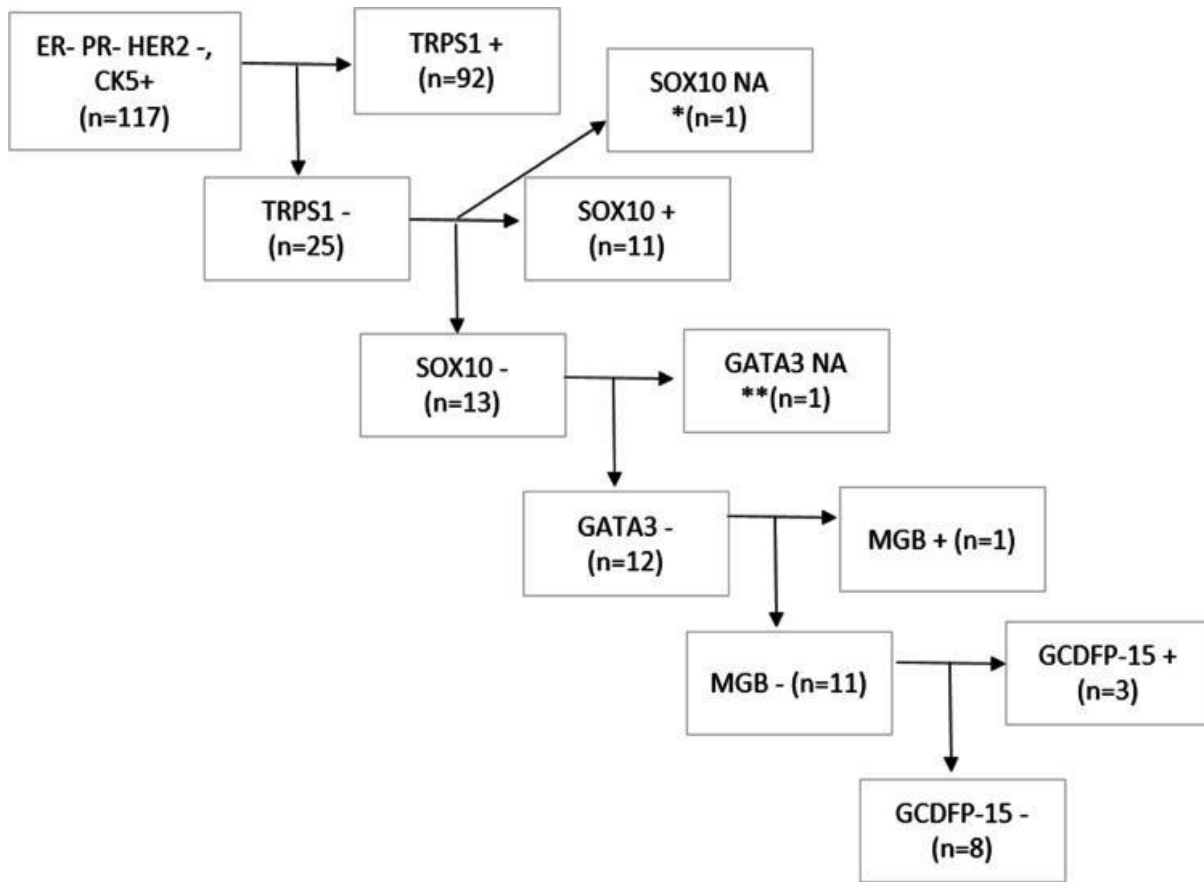 ER- PR- HER2 -,
CK5+
(n=117)
TRPS1 +
(n=92)
SOX10 NA
*(n=1)
TRPS1 -
(n=25)
SOX10 +
(n=11)
SOX10 -
(n=13)
GATA3 NA
**(n=1)
GATA3 -
(n=12)
MGB + (n=1)
MGB - (n=11)
GCDFP-15 +
(n=3)
GCDFP-15 -
(n=8)